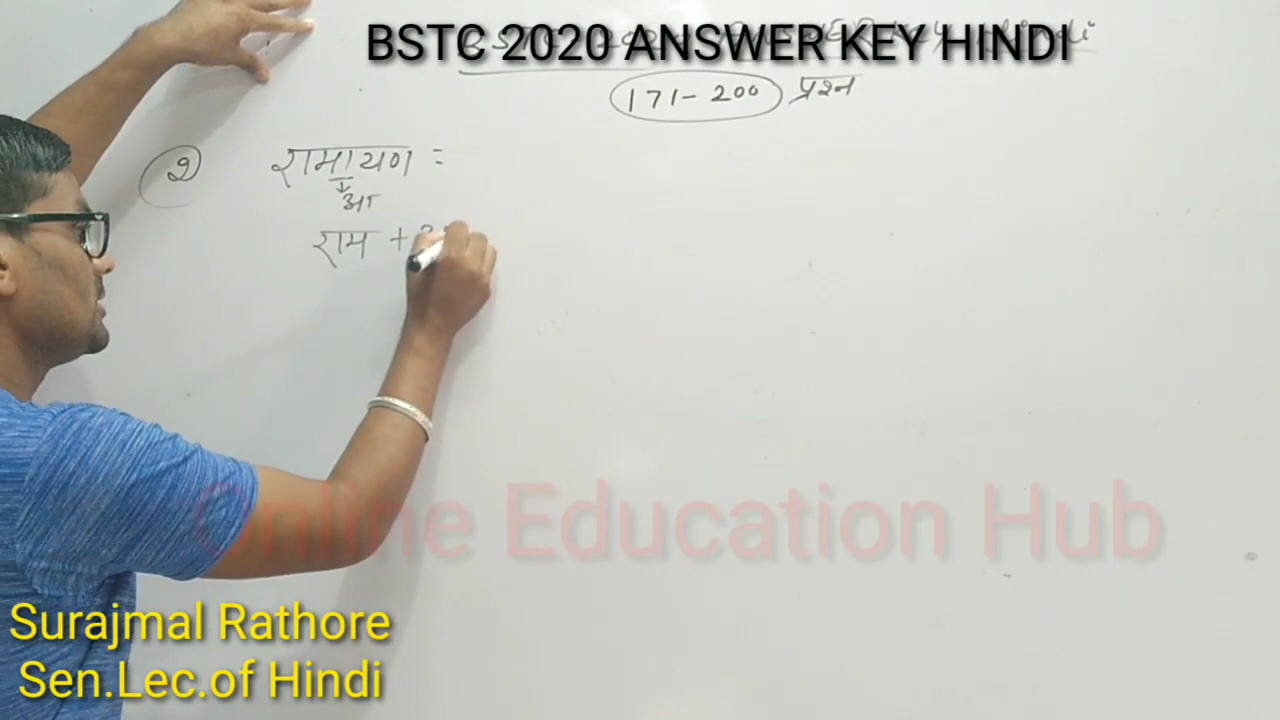 BSTC 2020 ANSWER KEY HINDI
171-200 प्रश्न
2 रामायण =
↓
आ
राम +
Online Education Hub
Surajmal Rathore
Sen.Lec.of Hindi